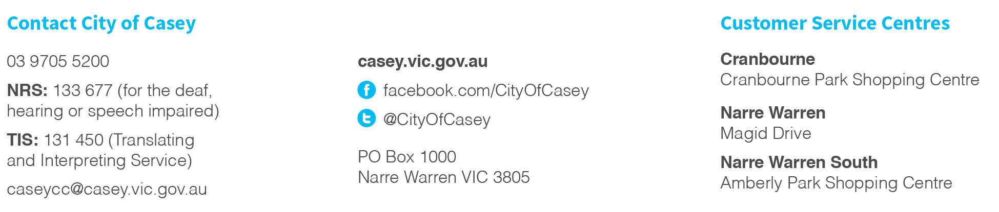 Contact City of Casey
03 9705 5200
NRS: 133 677 (for the deaf,
hearing or speech impaired)
TIS: 131 450 (Translating
and Interpreting Service)
caseycc@casey.vic.gov.au
casey.vic.gov.au
facebook.com/CityOfCasey
@CityOfCasey
PO Box 1000
Narre Warren VIC 3805
Customer Service Centres
Cranbourne
Cranbourne Park Shopping Centre
Narre Warren
Magid Drive
Narre Warren South
Amberly Park Shopping Centre